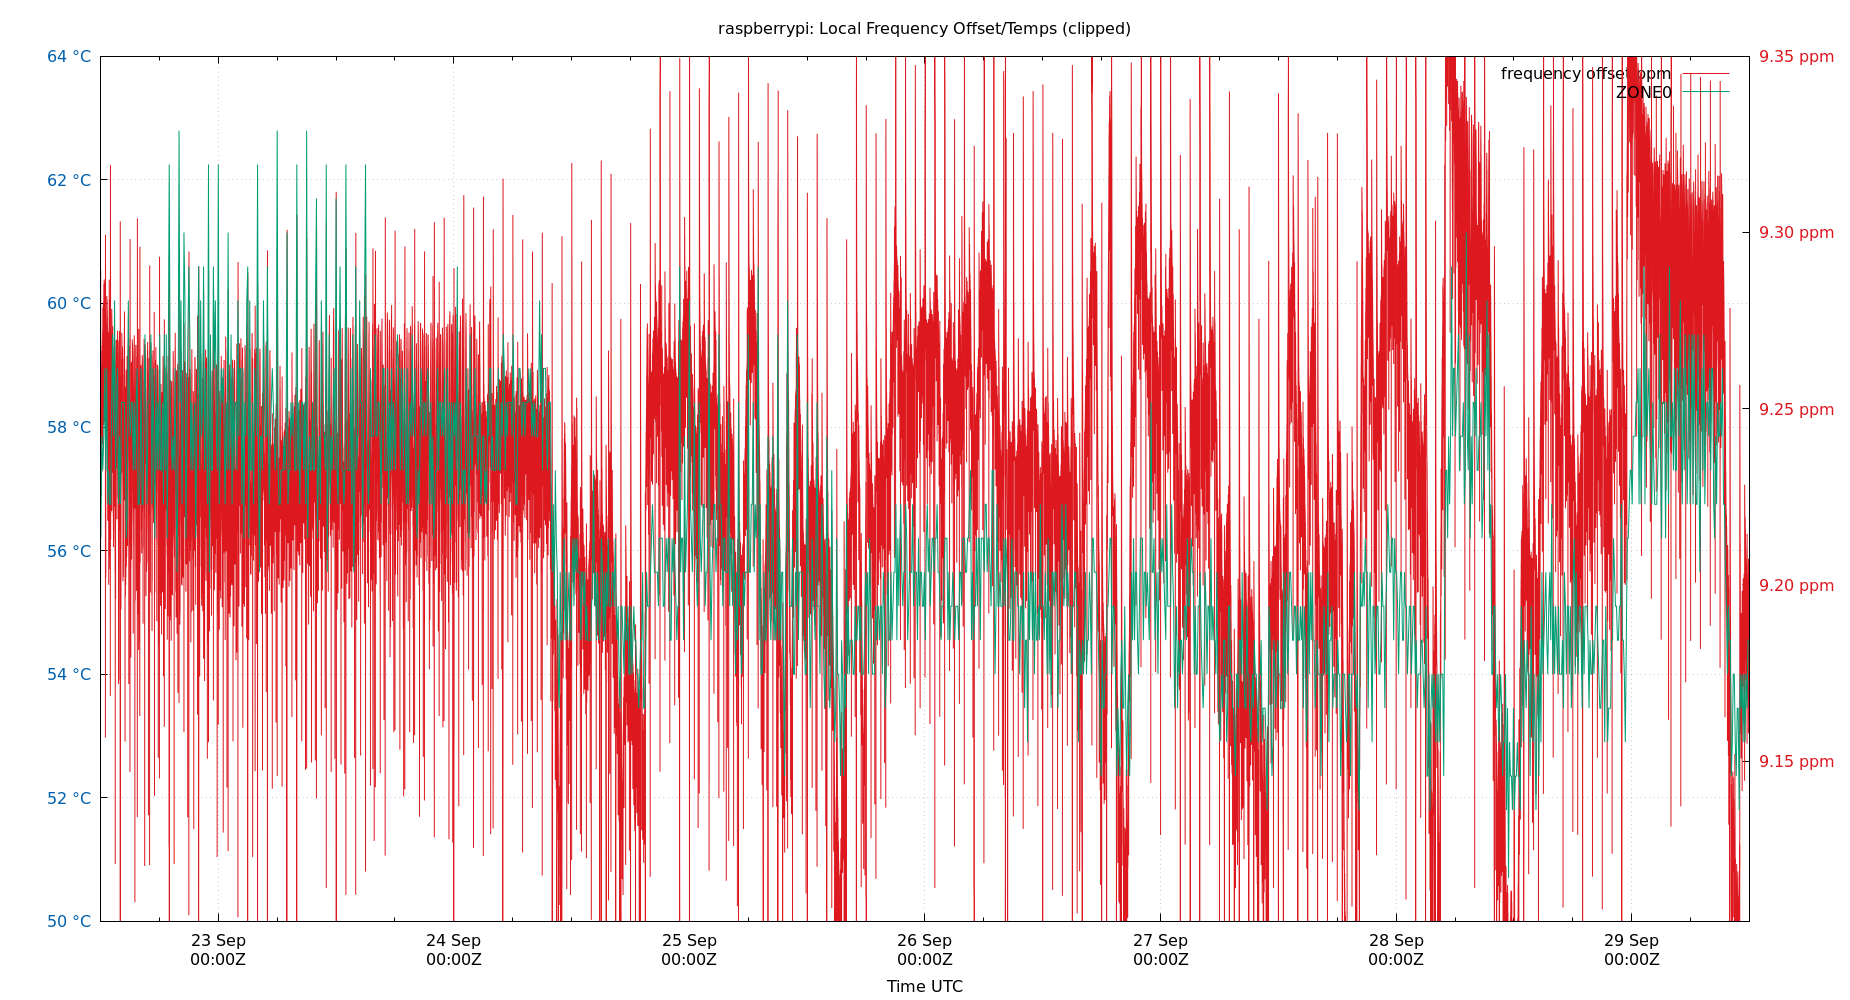 raspberrypi: Local Frequency Offset/Temps (clipped)
64 °C
62 °C
60 °C
58 °C
56 °C
54 °C
52 °C
50 °C
9.35 ppm
9.30 ppm
9.25 ppm
9.20 ppm
9.15 ppm
frequency offset ppm
ZONE0
23 Sep
00:00Z
24 Sep
00:00Z
25 Sep
00:00Z
26 Sep
00:00Z
27 Sep
00:00Z
28 Sep
00:00Z
29 Sep
00:00Z
Time UTC